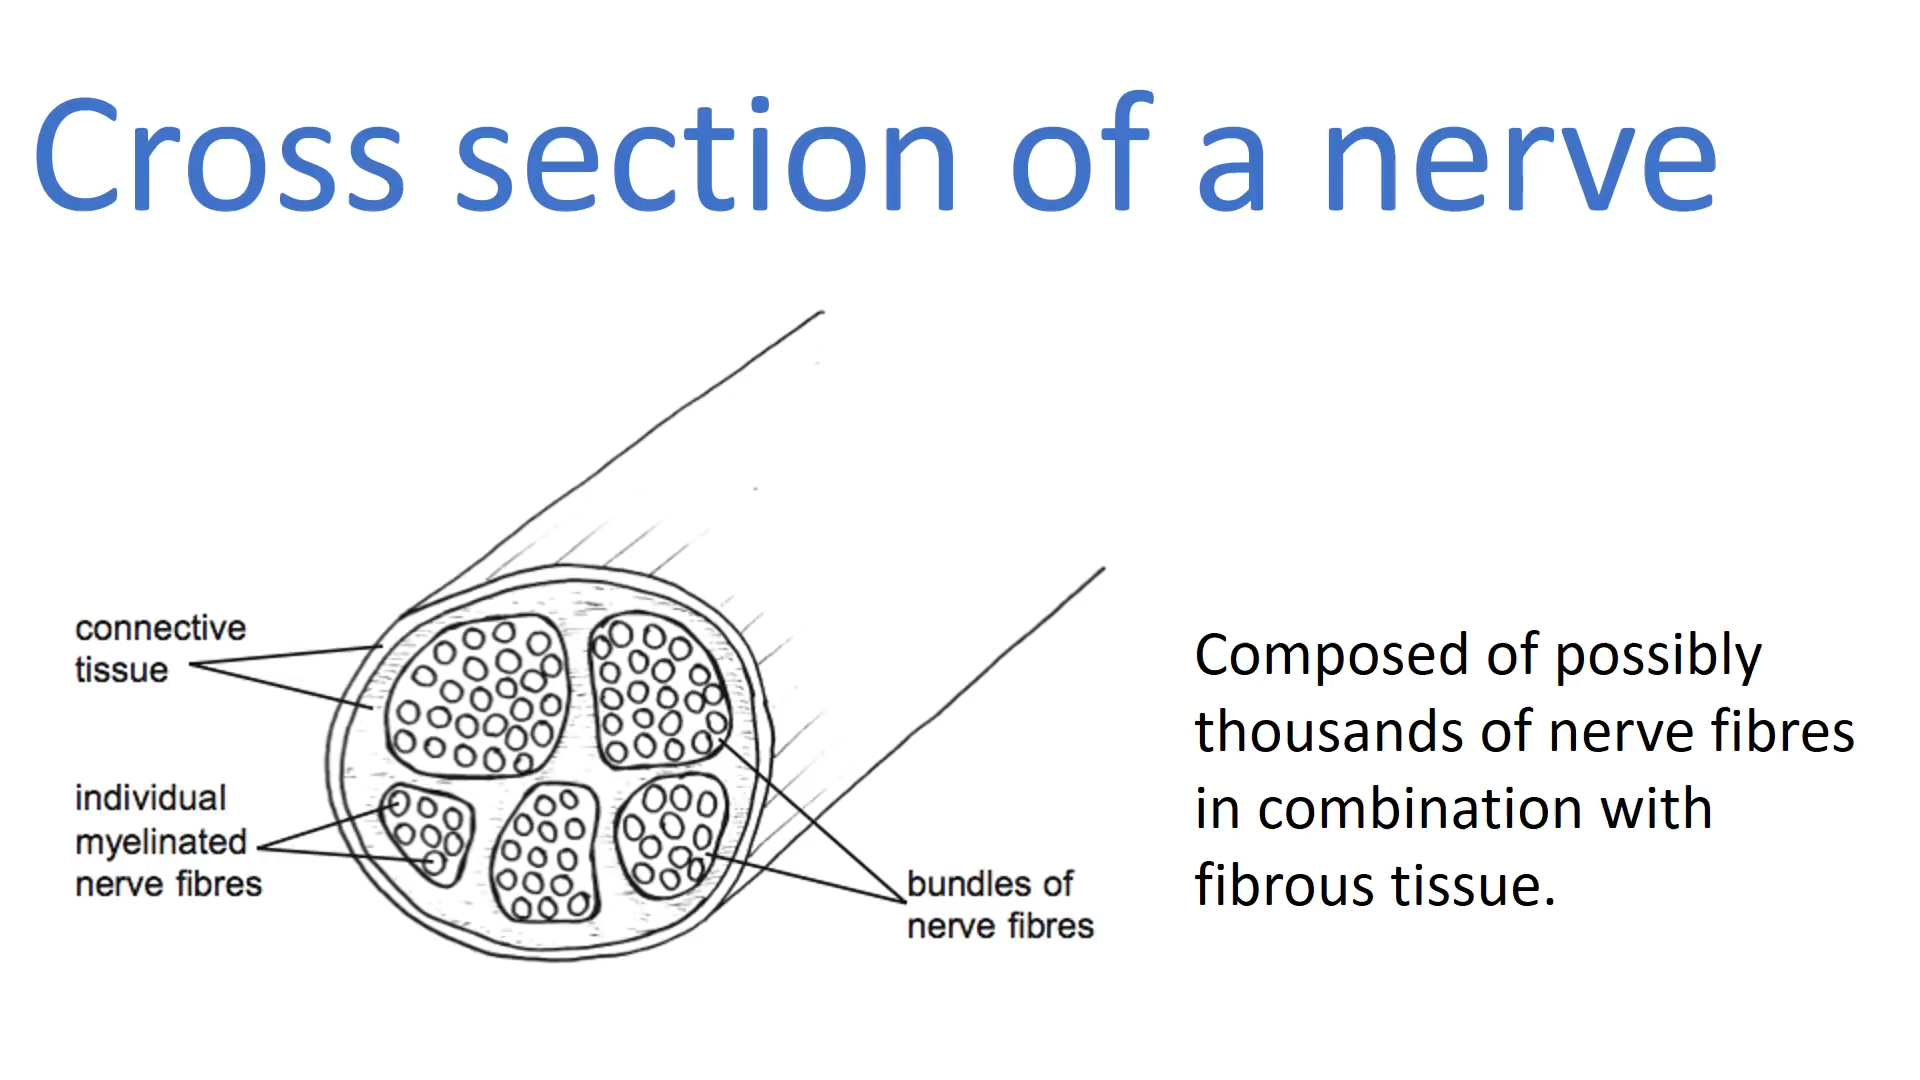 Cross section of a nerve
connective
tissue
individual
myelinated
nerve fibres
bundles of
nerve fibres
Composed of possibly
thousands of nerve fibres
in combination with
fibrous tissue.